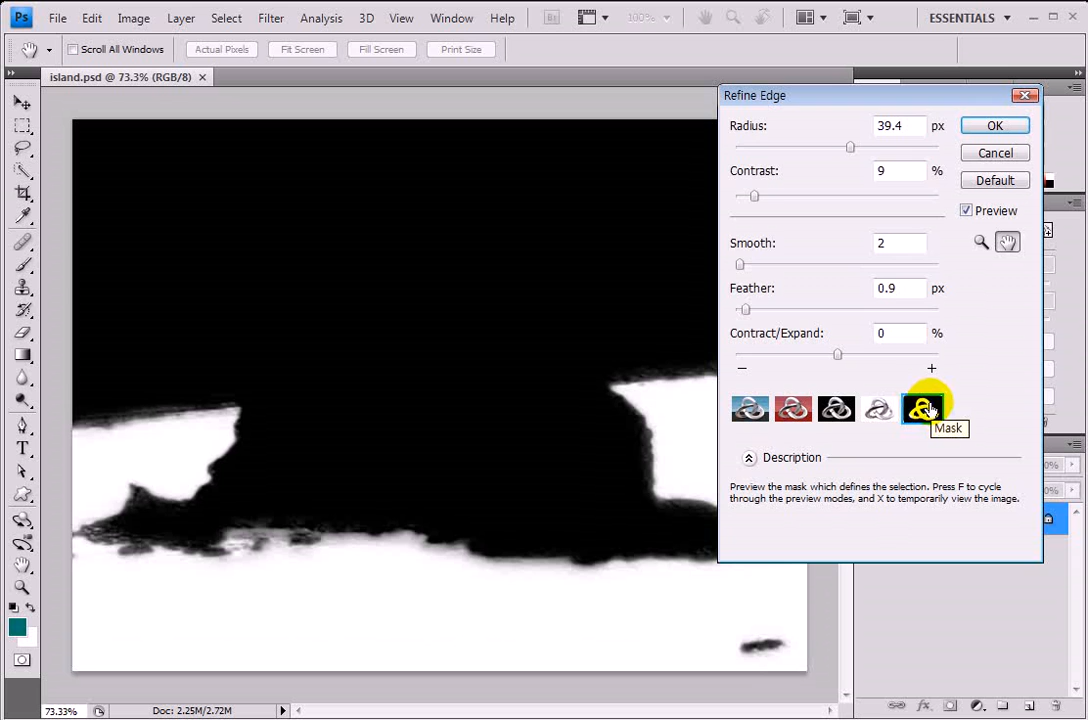 Ps File Edit Image Layer Select Filter Analysis 3D View Window Help Br 100% ESSENTIALS
Scroll All Windows Actual Pixels Fit Screen Fill Screen Print Size
island.psd @ 73.3% (RGB/8)
Refine Edge
Radius: 39.4 px OK
Cancel
Contrast: 9 %
Default
Preview
Smooth: 2
Feather: 0.9 px
Contract/Expand: 0 %
Mask
Description
Preview the mask which defines the selection. Press F to cycle
through the preview modes, and X to temporarily view the image.
T
73.33% Doc: 2.25M/2.72M
fx